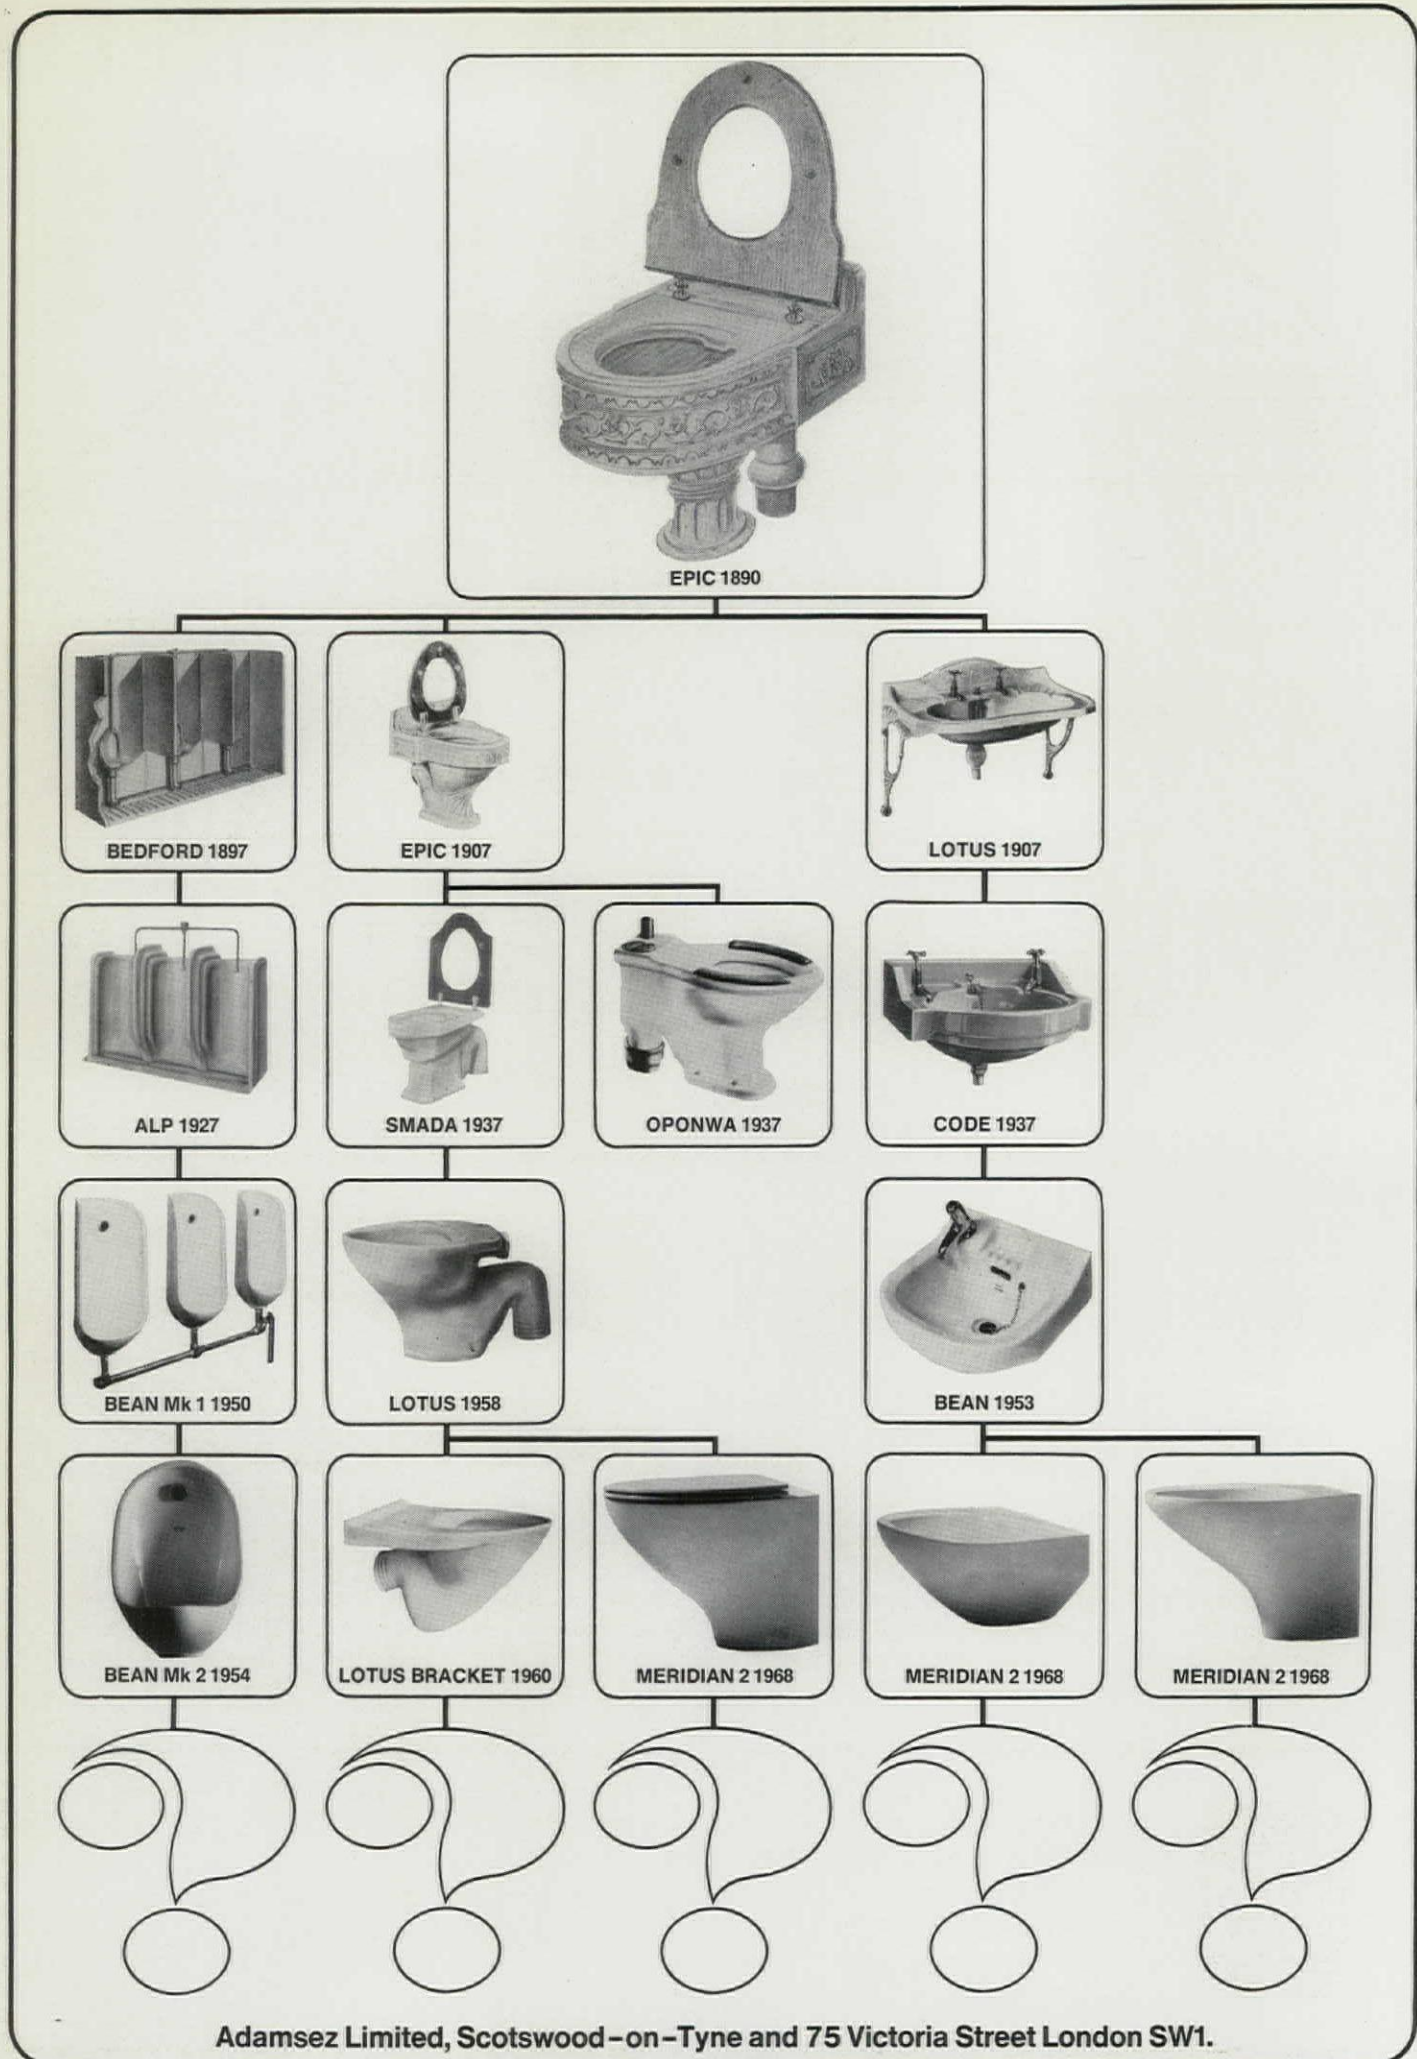 EPIC 1890
BEDFORD 1897
EPIC 1907
LOTUS 1907
ALP 1927
SMADA 1937
OPONWA 1937
CODE 1937
BEAN Mk 1 1950
LOTUS 1958
BEAN 1953
BEAN Mk 2 1954
LOTUS BRACKET 1960
MERIDIAN 2 1968
MERIDIAN 2 1968
MERIDIAN 2 1968
Adamsez Limited, Scotswood-on-Tyne and 75 Victoria Street London SW1.